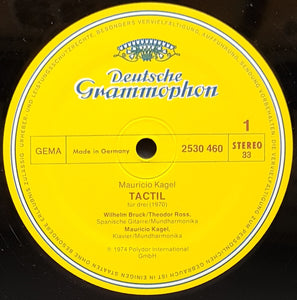 Deutsche
Grammophon
1
GEMA
Made in Germany
2530 460
STEREO
33
Mauricio Kagel
TACTIL
für drei (1970)
Wilhelm Bruck/Theodor Ross,
Spanische Gitarre/Mundharmonika
Mauricio Kagel,
Klavier/Mundharmonika
℗ 1974 Polydor International
GmbH